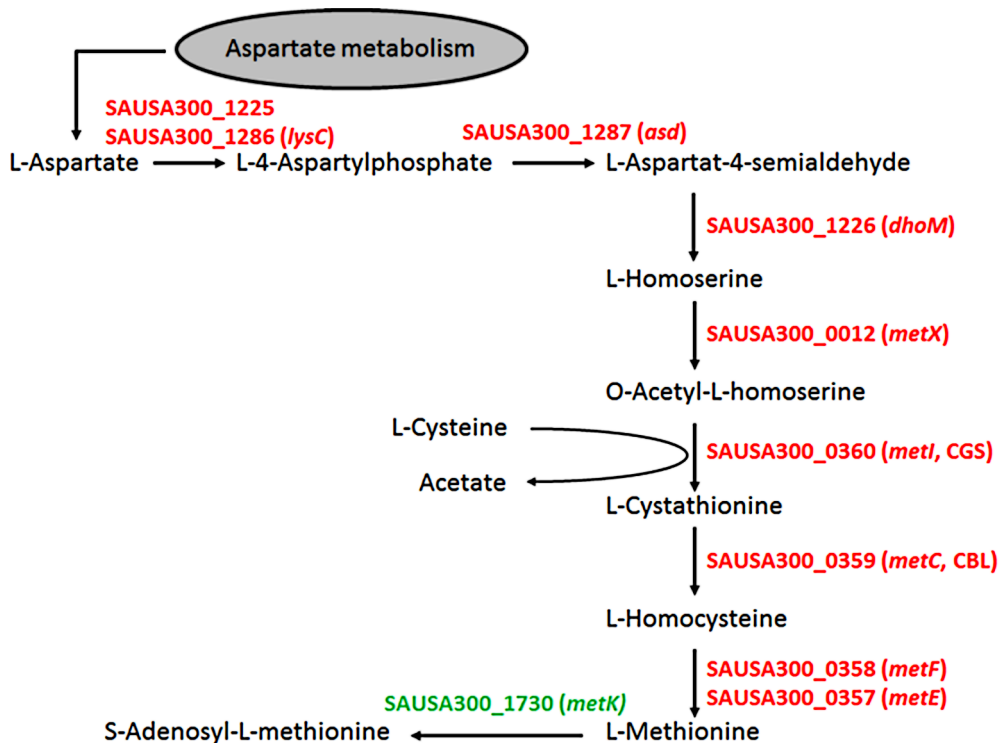 Aspartate metabolism
SAUSA300_1225
SAUSA300_1286 (lysC)
SAUSA300_1287 (asd)
L-Aspartate
L-4-Aspartylphosphate
L-Aspartat-4-semialdehyde
SAUSA300_1226 (dhoM)
L-Homoserine
SAUSA300_0012 (metX)
O-Acetyl-L-homoserine
L-Cysteine
SAUSA300_0360 (metI, CGS)
Acetate
L-Cystathionine
SAUSA300_0359 (metC, CBL)
L-Homocysteine
SAUSA300_0358 (metF)
SAUSA300_0357 (metE)
SAUSA300_1730 (metK)
S-Adenosyl-L-methionine
L-Methionine